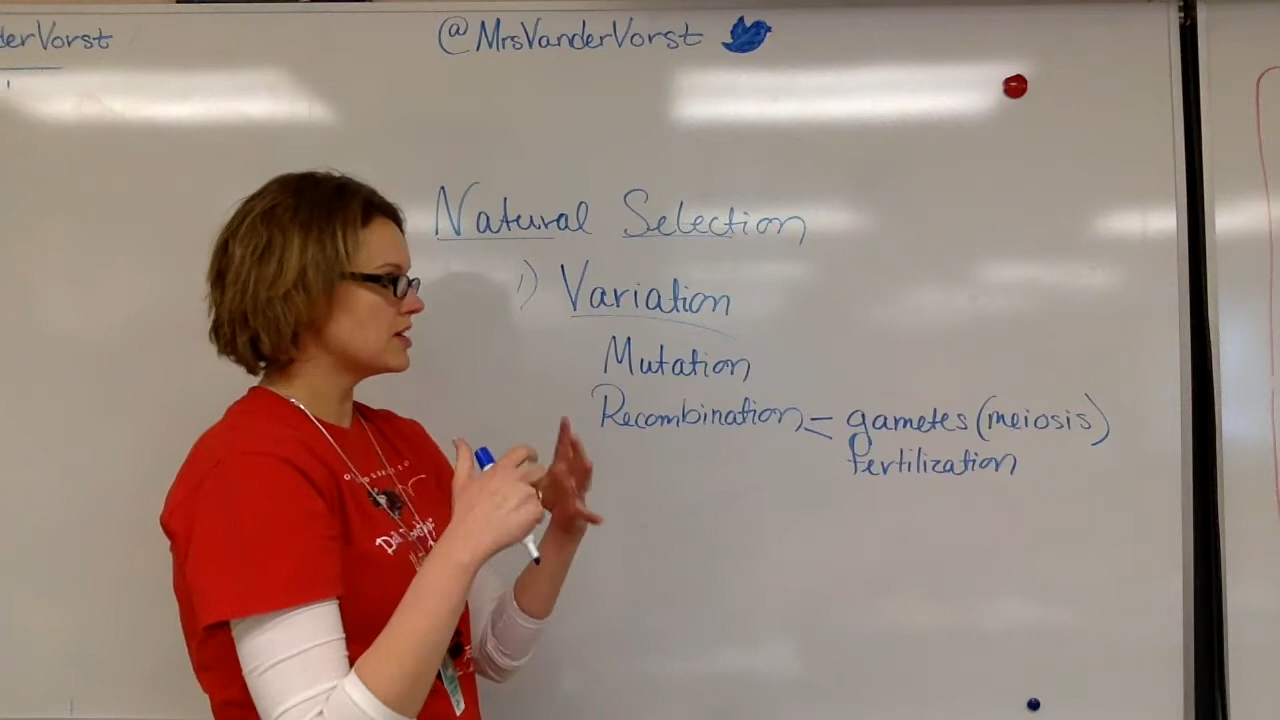 derVorst
@MrsVanderVorst
Natural Selection
1) Variation
Mutation
Recombination = gametes (meiosis)
fertilization